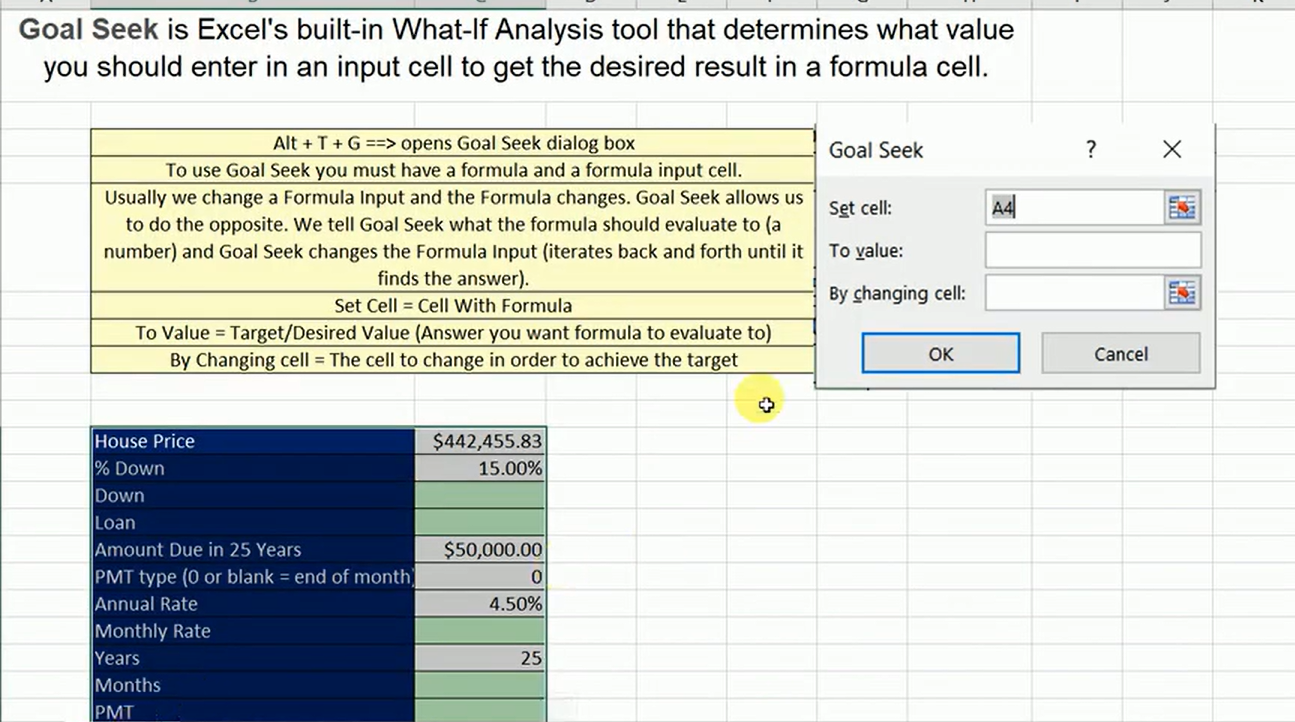 Goal Seek is Excel's built-in What-If Analysis tool that determines what value
you should enter in an input cell to get the desired result in a formula cell.
Alt + T + G ==> opens Goal Seek dialog box
To use Goal Seek you must have a formula and a formula input cell.
Usually we change a Formula Input and the Formula changes. Goal Seek allows us
to do the opposite. We tell Goal Seek what the formula should evaluate to (a
number) and Goal Seek changes the Formula Input (iterates back and forth until it
finds the answer).
Set Cell = Cell With Formula
To Value = Target/Desired Value (Answer you want formula to evaluate to)
By Changing cell = The cell to change in order to achieve the target
Goal Seek ?
Set cell: A4
To value:
By changing cell:
OK Cancel
House Price $442,455.83
% Down 15.00%
Down
Loan
Amount Due in 25 Years $50,000.00
PMT type (0 or blank = end of month) 0
Annual Rate 4.50%
Monthly Rate
Years 25
Months
PMT